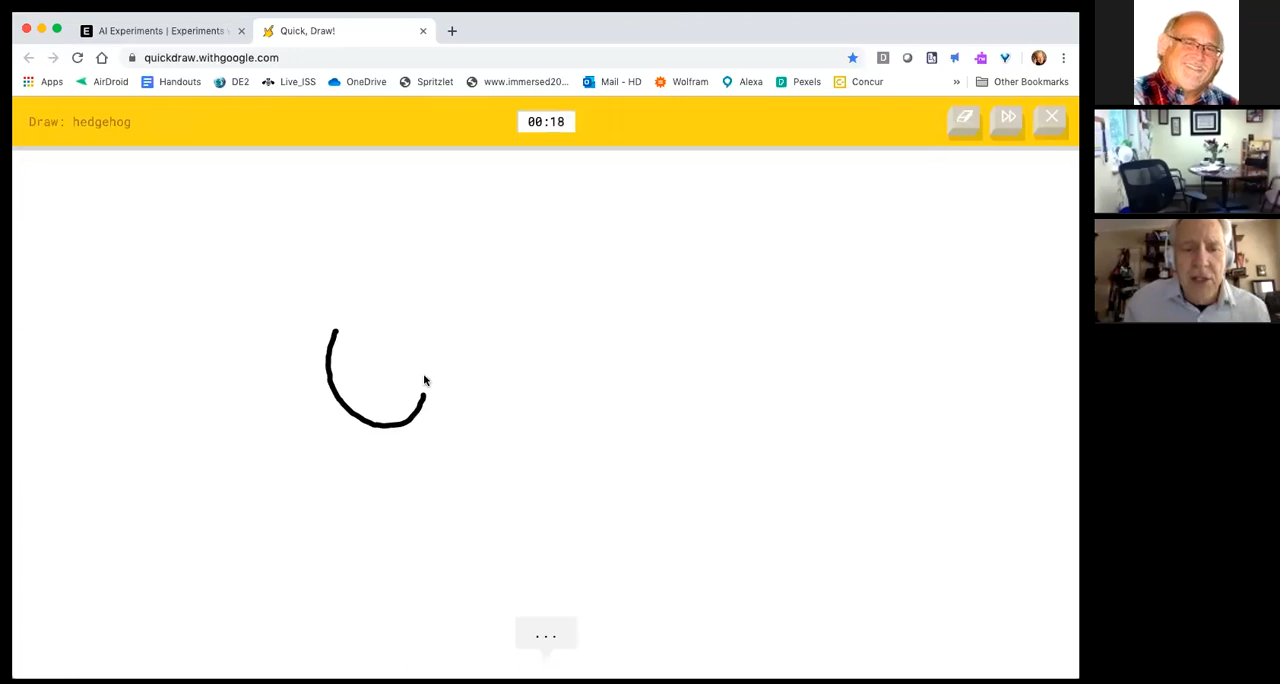 E AI Experiments | Experiments
Quick, Draw!
quickdraw.withgoogle.com
Apps AirDroid Handouts DE2 Live_ISS OneDrive Spritzlet www.immersed20... Mail - HD Wolfram Alexa Pexels Concur » Other Bookmarks
Draw: hedgehog
00:18
...